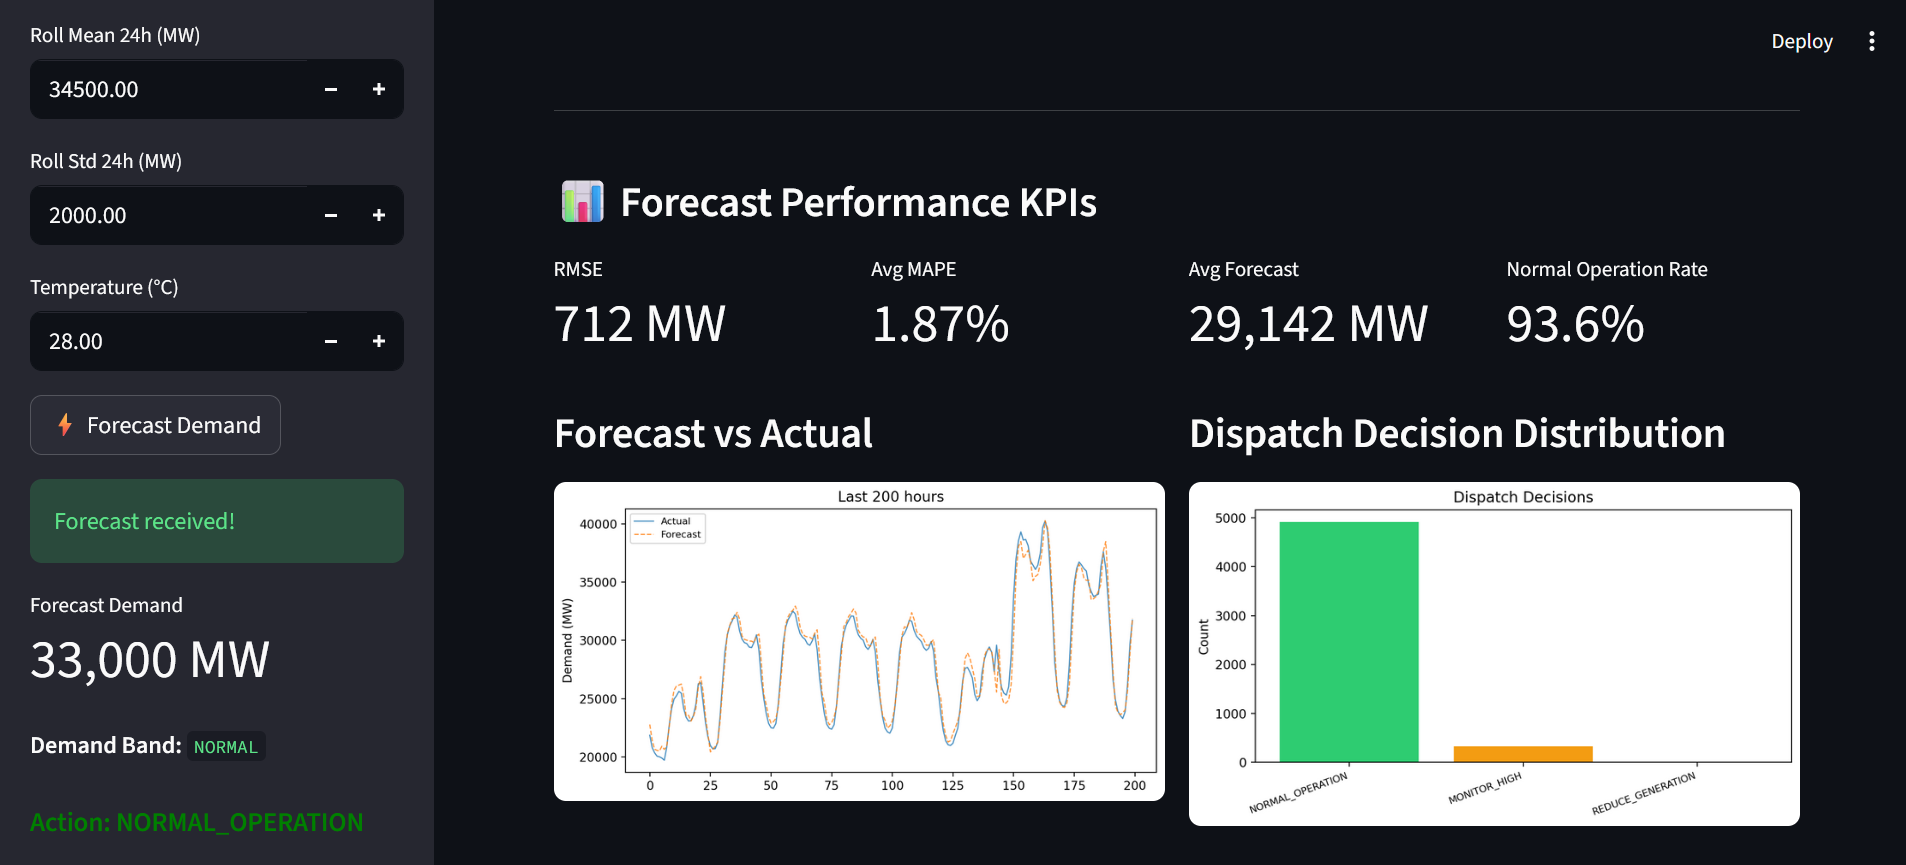 Roll Mean 24h (MW)
34500.00
Roll Std 24h (MW)
2000.00
Temperature (°C)
28.00
Forecast Demand
Forecast received!
Forecast Demand
33,000 MW
Demand Band: NORMAL
Action: NORMAL_OPERATION
Deploy
Forecast Performance KPIs
RMSE
712 MW
Avg MAPE
1.87%
Avg Forecast
29,142 MW
Normal Operation Rate
93.6%
Forecast vs Actual
Last 200 hours
Actual
Forecast
Demand (MW)
40000
35000
30000
25000
20000
0 25 50 75 100 125 150 175 200
Dispatch Decision Distribution
Dispatch Decisions
Count
5000
4000
3000
2000
1000
0
NORMAL_OPERATION
MONITOR_HIGH
REDUCE_GENERATION